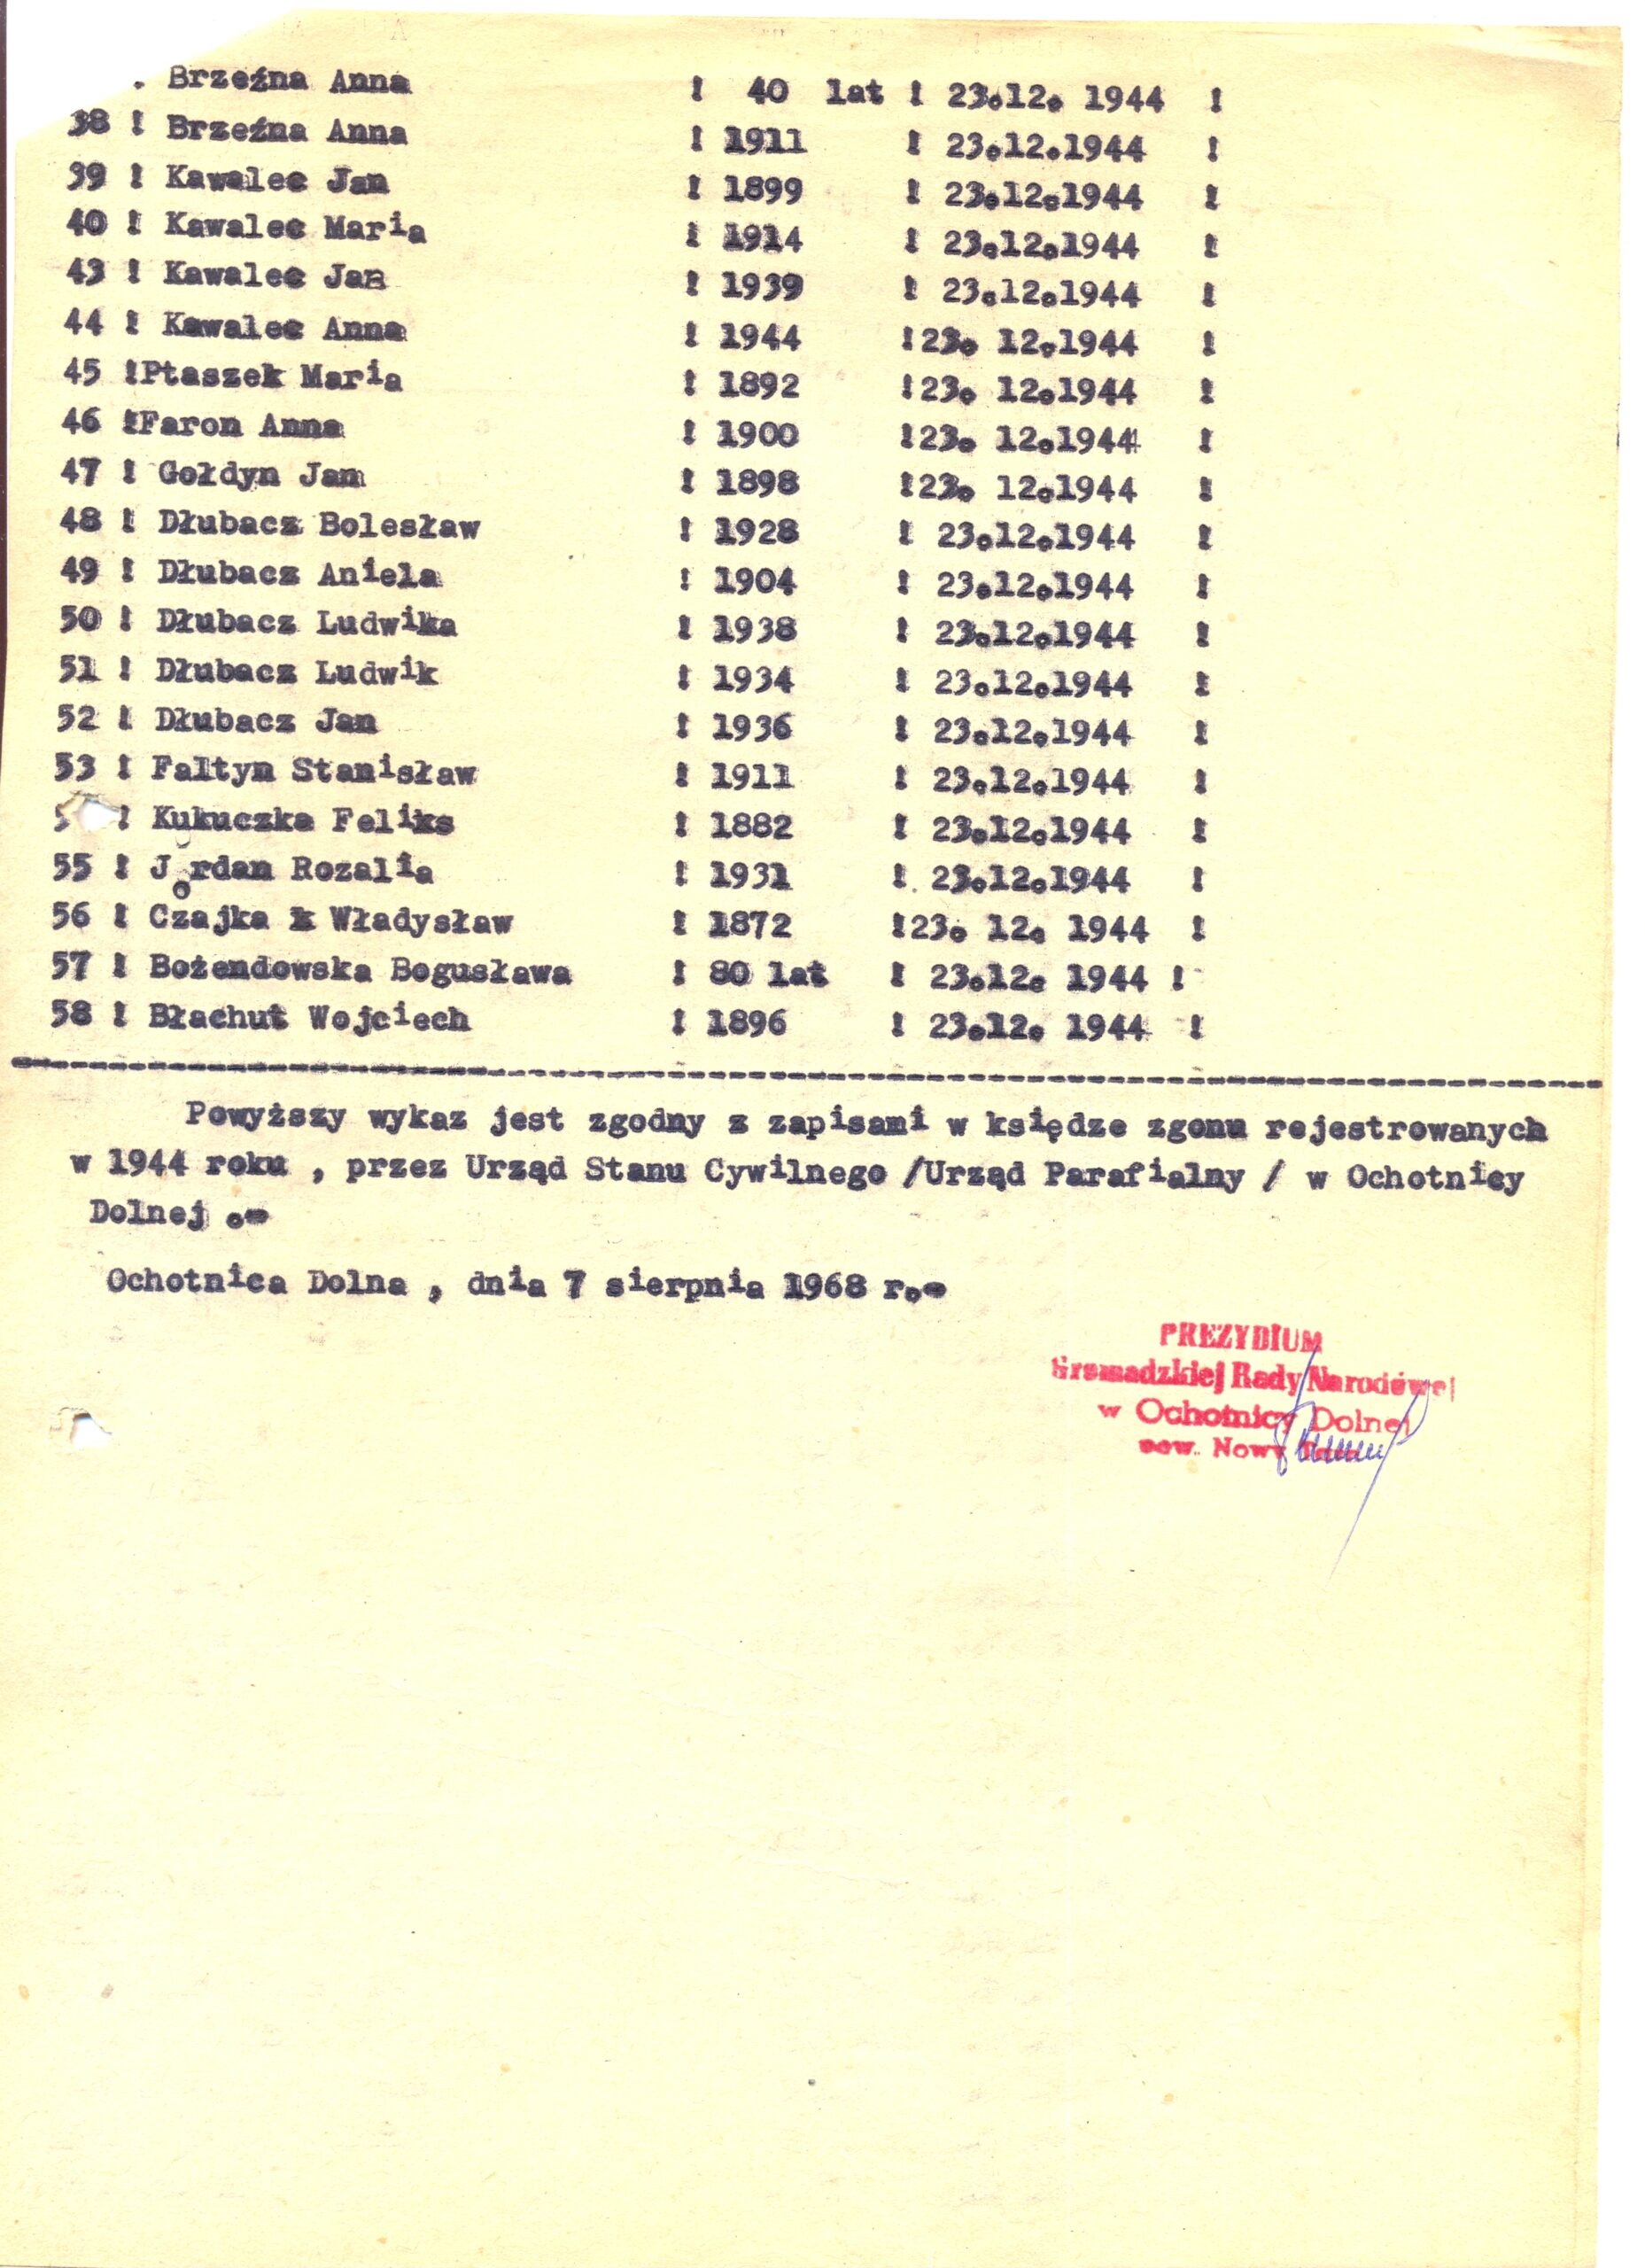 . Brzeźna Anna ! 40 lat ! 23.12. 1944 !
38 ! Brzeźna Anna ! 1911 ! 23.12.1944 !
39 ! Kawalec Jan ! 1899 ! 23.12.1944 !
40 ! Kawalec Maria ! 1914 ! 23.12.1944 !
43 ! Kawalec Jan ! 1939 ! 23.12.1944 !
44 ! Kawalec Anna ! 1944 !23. 12.1944 !
45 !Ptaszek Maria ! 1892 !23. 12.1944 !
46 !Faron Anna ! 1900 !23. 12.1944 !
47 ! Gołdyn Jan ! 1898 !23. 12.1944 !
48 ! Dłubacz Bolesław ! 1928 ! 23.12.1944 !
49 ! Dłubacz Aniela ! 1904 ! 23.12.1944 !
50 ! Dłubacz Ludwika ! 1938 ! 23.12.1944 !
51 ! Dłubacz Ludwik ! 1934 ! 23.12.1944 !
52 ! Dłubacz Jan ! 1936 ! 23.12.1944 !
53 ! Faltyn Stanisław ! 1911 ! 23.12.1944 !
5 ! Kukuczka Feliks ! 1882 ! 23.12.1944 !
55 ! Jordan Rozalia ! 1931 ! 23.12.1944 !
56 ! Czajka k Władysław ! 1872 !23. 12. 1944 !
57 ! Bożendowska Bogusława ! 80 lat ! 23.12. 1944 !
58 ! Błachut Wojciech ! 1896 ! 23.12. 1944 !
Powyższy wykaz jest zgodny z zapisami w księdze zgonu rejestrowanych
w 1944 roku , przez Urząd Stanu Cywilnego /Urząd Parafialny / w Ochotnicy
Dolnej .-
Ochotnica Dolna , dnia 7 sierpnia 1968 r.-
PREZYDIUM
Gromadzkiej Rady Narodowej
w Ochotnicy Dolnej
pow. Nowy